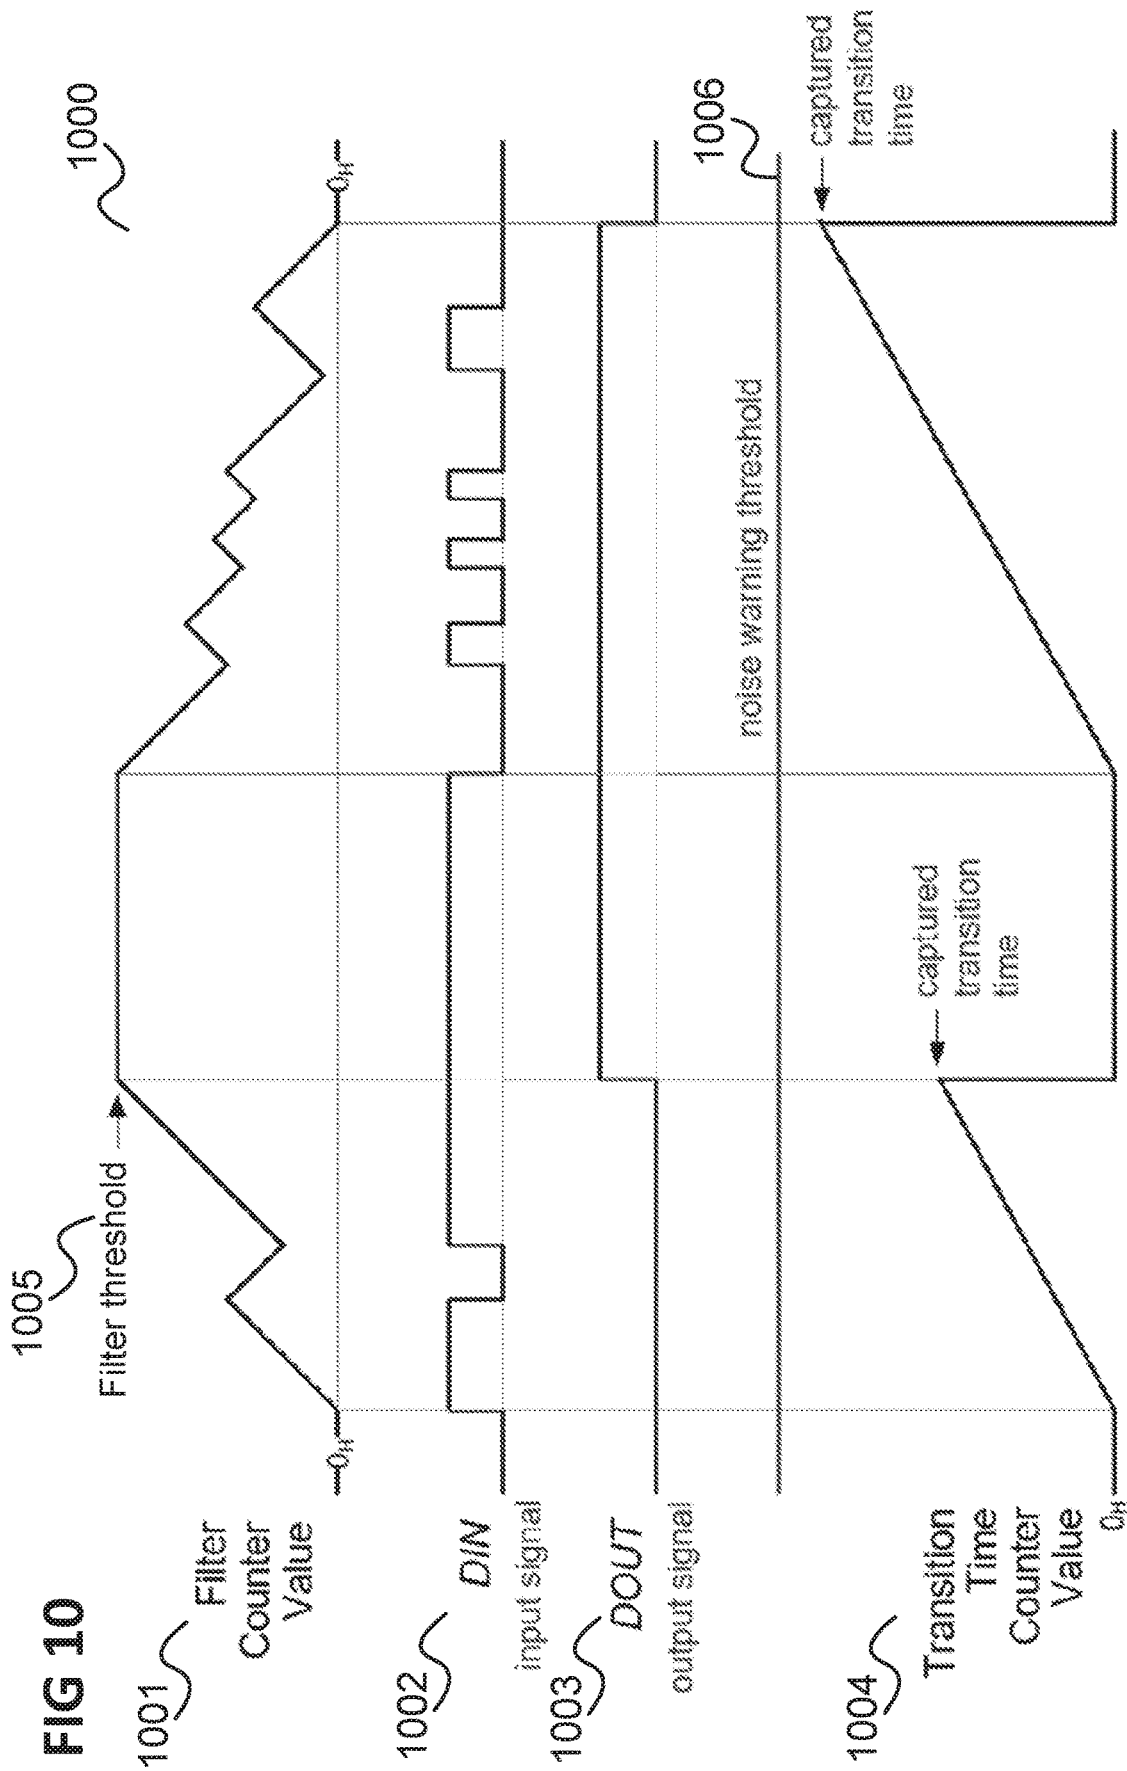 FIG 10
1000
1005
Filter threshold
1001
Filter
Counter
Value
0H
0H
1002
DIN
input signal
1003
DOUT
output signal
noise warning threshold
1006
captured
transition
time
captured
transition
time
1004
Transition
Time
Counter
Value
0H